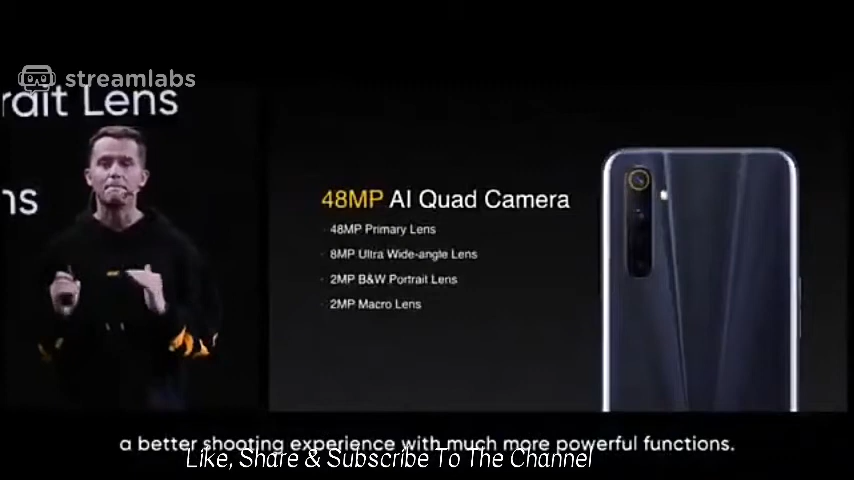 streamlabs
rait Lens
ns
48MP AI Quad Camera
48MP Primary Lens
8MP Ultra Wide-angle Lens
2MP B&W Portrait Lens
2MP Macro Lens
a better shooting experience with much more powerful functions.
Like, Share & Subscribe To The Channel